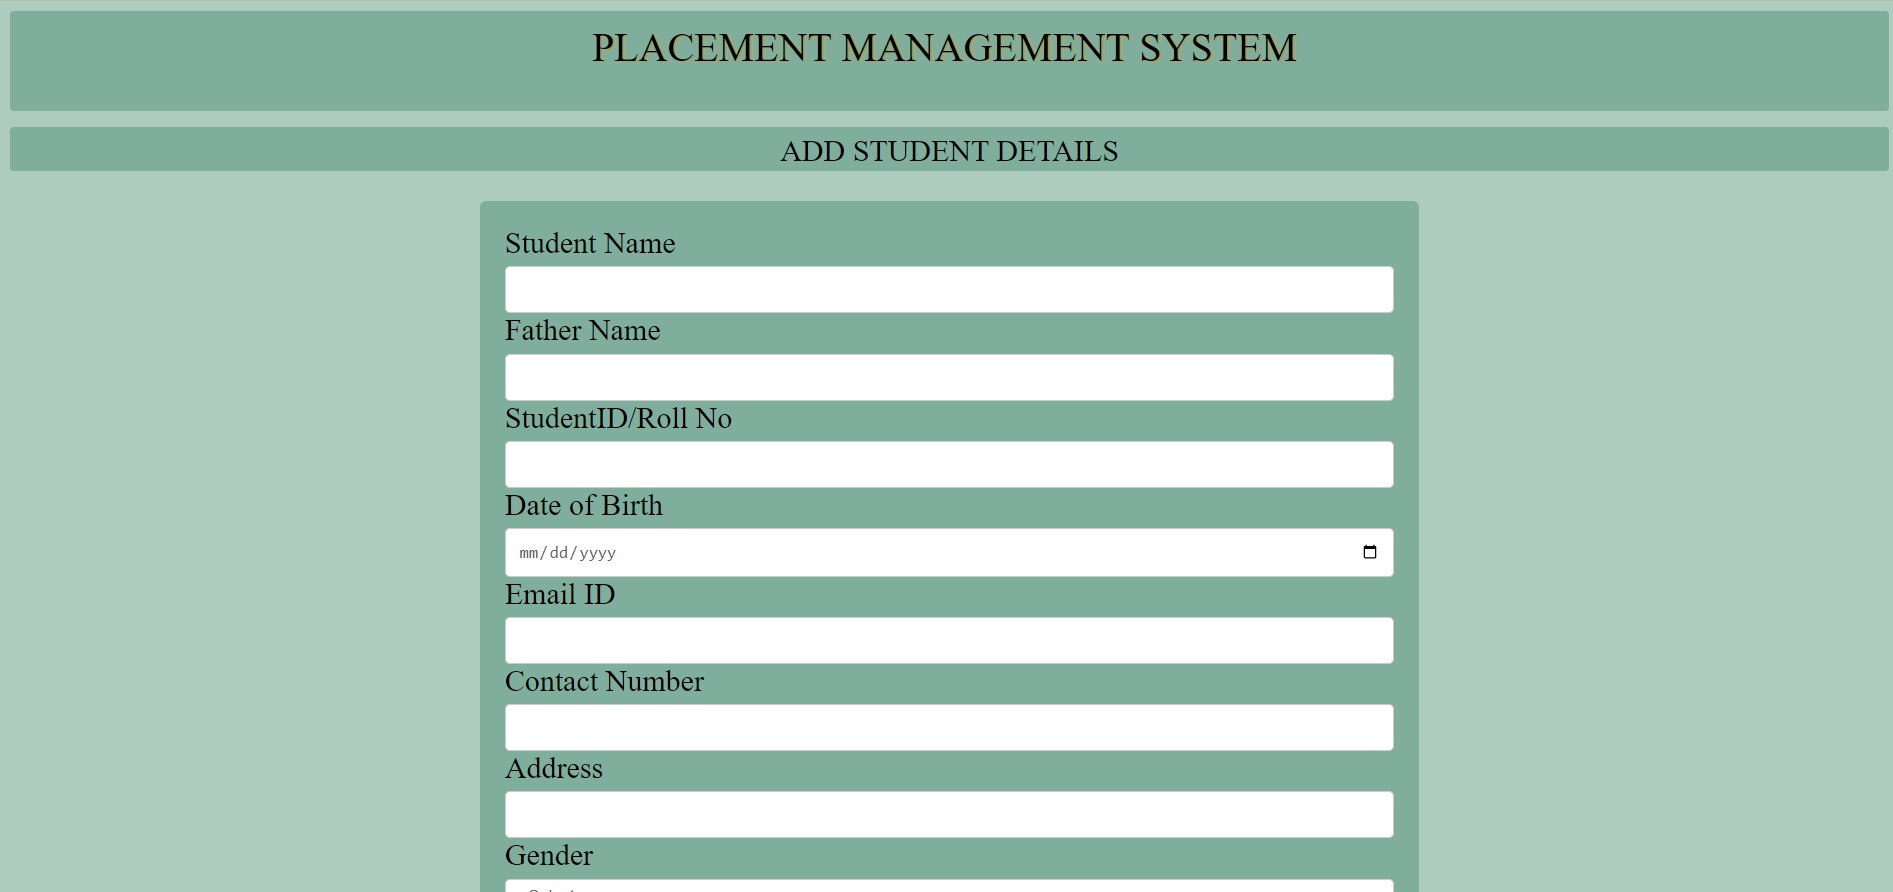 PLACEMENT MANAGEMENT SYSTEM
ADD STUDENT DETAILS
Student Name
Father Name
StudentID/Roll No
Date of Birth
mm/dd/yyyy
Email ID
Contact Number
Address
Gender